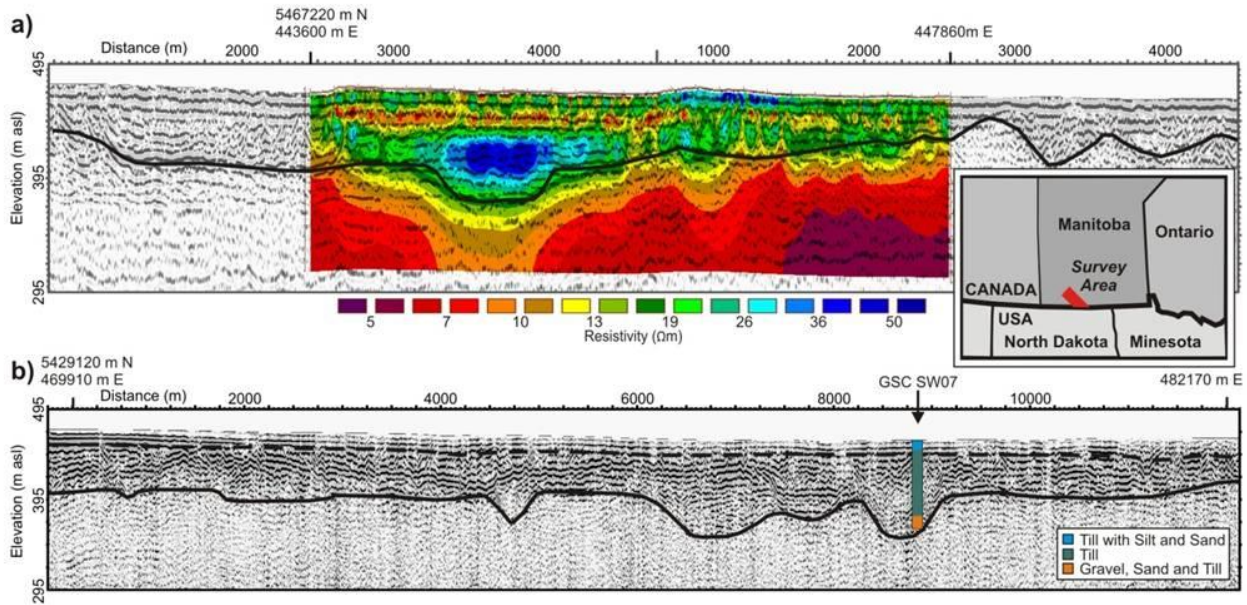 5467220 m N
a) 443600 m E 447860m E
Distance (m) 2000 3000 4000 1000 2000 3000 4000
495
395
295
Elevation (m asl)
Manitoba
Ontario
Survey
Area
CANADA
USA
North Dakota
Minesota
5 7 10 13 19 26 36 50
Resistivity (Ωm)
b) 5429120 m N
469910 m E GSC SW07 482170 m E
Distance (m) 2000 4000 6000 8000 10000
495
395
295
Elevation (m asl)
Till with Silt and Sand
Till
Gravel, Sand and Till